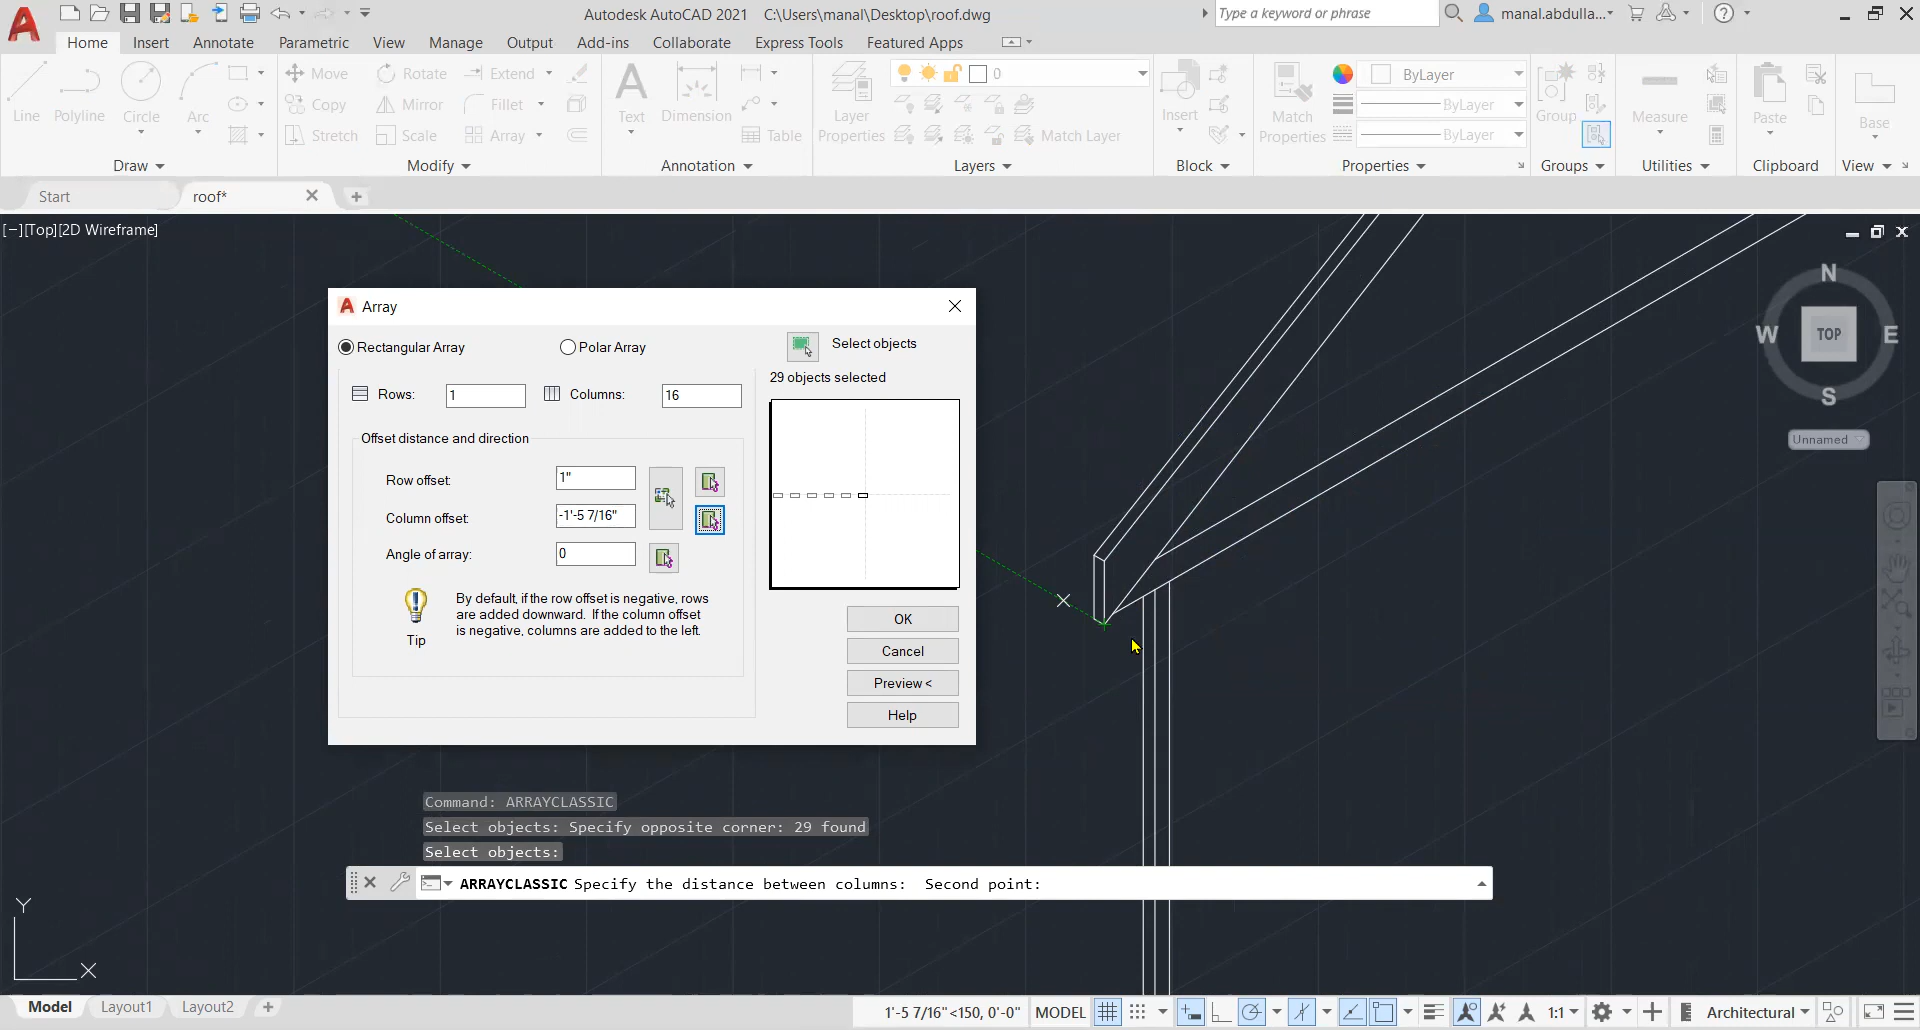 Autodesk AutoCAD 2021 C:\Users\manal\Desktop\roof.dwg
Type a keyword or phrase
manal.abdulla...
Home Insert Annotate Parametric View Manage Output Add-ins Collaborate Express Tools Featured Apps
Line Polyline Circle Arc
Move Rotate Extend
Copy Mirror Fillet
Stretch Scale Array
Text Dimension Table
Layer Properties
0
Match Layer
Insert
Match Properties
ByLayer
ByLayer
ByLayer
Group
Measure
Paste
Base
Draw Modify Annotation Layers Block Properties Groups Utilities Clipboard View
Start roof*
[−][Top][2D Wireframe]
N
W TOP E
S
Unnamed
Array
Rectangular Array Polar Array Select objects
29 objects selected
Rows: 1 Columns: 16
Offset distance and direction
Row offset: 1"
Column offset: -1'-5 7/16"
Angle of array: 0
Tip
By default, if the row offset is negative, rows
are added downward. If the column offset
is negative, columns are added to the left.
OK
Cancel
Preview <
Help
Command: ARRAYCLASSIC
Select objects: Specify opposite corner: 29 found
Select objects:
ARRAYCLASSIC Specify the distance between columns: Second point:
Y
X
Model Layout1 Layout2
1'-5 7/16"<150, 0'-0" MODEL 1:1 Architectural